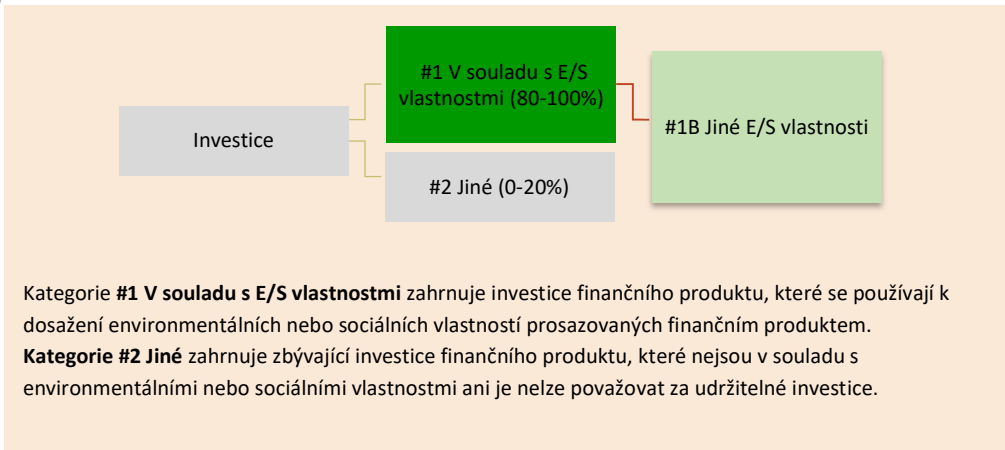 #1 V souladu s E/S
vlastnostmi (80-100%)
Investice
#1B Jiné E/S vlastnosti
#2 Jiné (0-20%)
Kategorie #1 V souladu s E/S vlastnostmi zahrnuje investice finančního produktu, které se používají k
dosažení environmentálních nebo sociálních vlastností prosazovaných finančním produktem.
Kategorie #2 Jiné zahrnuje zbývající investice finančního produktu, které nejsou v souladu s
environmentálními nebo sociálními vlastnostmi ani je nelze považovat za udržitelné investice.